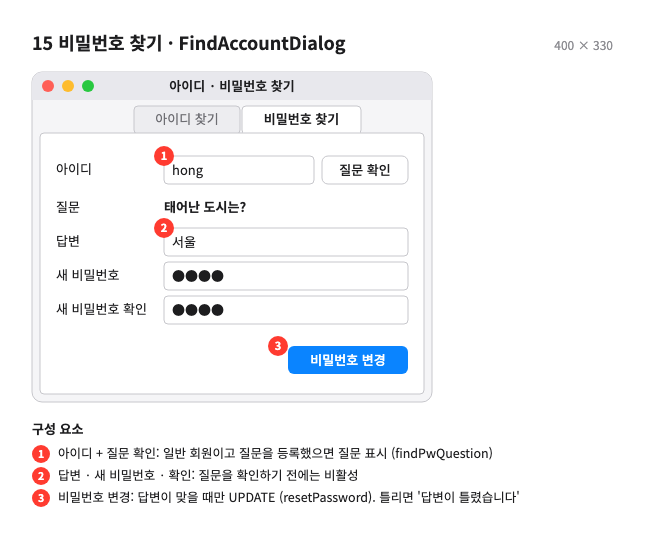 15 비밀번호 찾기 · FindAccountDialog
400 × 330
아이디 · 비밀번호 찾기
아이디 찾기
비밀번호 찾기
1
아이디
hong
질문 확인
질문
태어난 도시는?
2
답변
서울
새 비밀번호
●●●●
새 비밀번호 확인
●●●●
3
비밀번호 변경
구성 요소
1 아이디 + 질문 확인: 일반 회원이고 질문을 등록했으면 질문 표시 (findPwQuestion)
2 답변 · 새 비밀번호 · 확인: 질문을 확인하기 전에는 비활성
3 비밀번호 변경: 답변이 맞을 때만 UPDATE (resetPassword). 틀리면 '답변이 틀렸습니다'